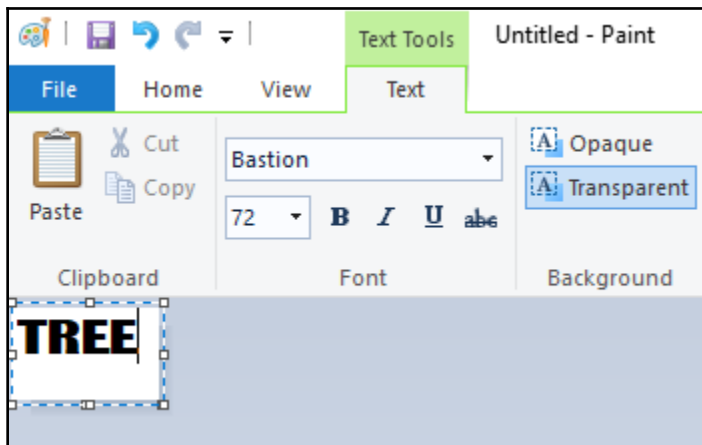 Text Tools Untitled - Paint
File Home View Text
Paste Cut Copy
Bastion
72 B I U abc
Opaque
Transparent
Clipboard Font Background
TREE